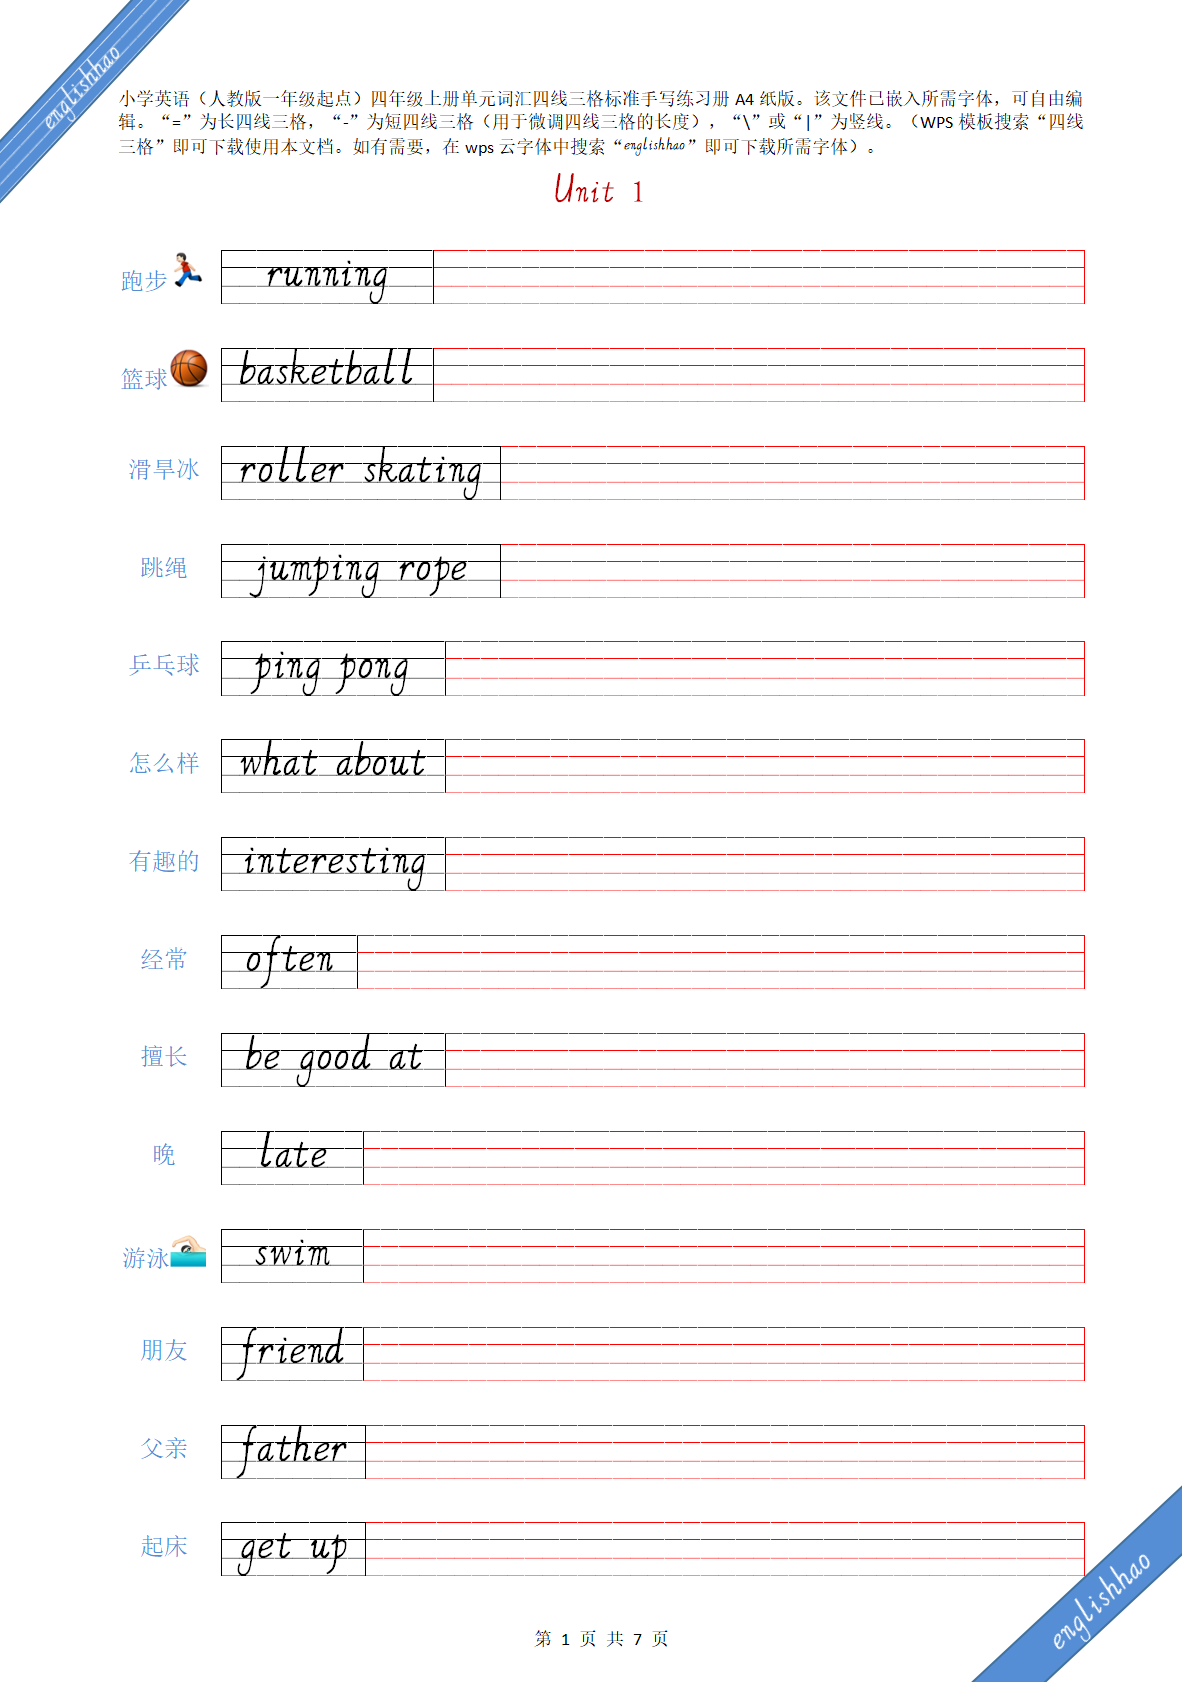 englishhao
小学英语（人教版一年级起点）四年级上册单元词汇四线三格标准手写练习册 A4 纸版。该文件已嵌入所需字体，可自由编
辑。“=”为长四线三格，“-”为短四线三格（用于微调四线三格的长度），“\”或“|”为竖线。（WPS 模板搜索“四线
三格”即可下载使用本文档。如有需要，在 wps 云字体中搜索“englishhao”即可下载所需字体）。
Unit 1
跑步 running
篮球 basketball
滑旱冰 roller skating
跳绳 jumping rope
乒乓球 ping pong
怎么样 what about
有趣的 interesting
经常 often
擅长 be good at
晚 late
游泳 swim
朋友 friend
父亲 father
起床 get up
englishhao
第 1 页 共 7 页